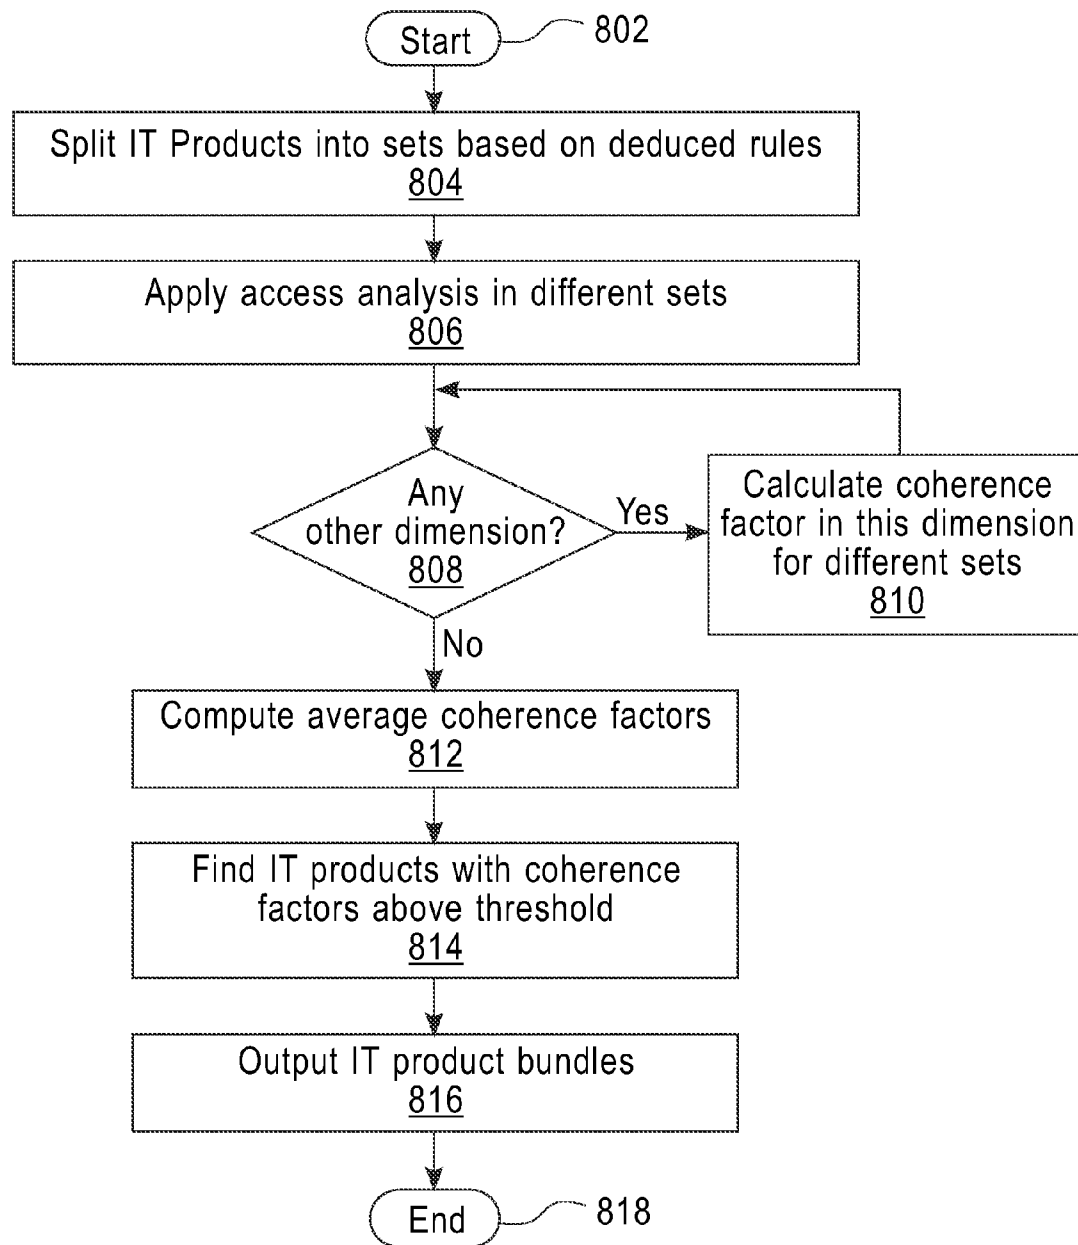 Start
802
Split IT Products into sets based on deduced rules
804
Apply access analysis in different sets
806
Any
other dimension?
808
Yes
Calculate coherence
factor in this dimension
for different sets
810
No
Compute average coherence factors
812
Find IT products with coherence
factors above threshold
814
Output IT product bundles
816
End
818